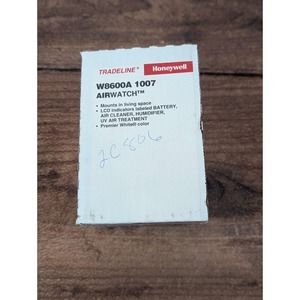 TRADELINE® Honeywell
W8600A 1007
AIRWATCH™
• Mounts in living space
• LCD indicators labeled BATTERY,
AIR CLEANER, HUMIDIFIER,
UV AIR TREATMENT
• Premier White® color
2C806